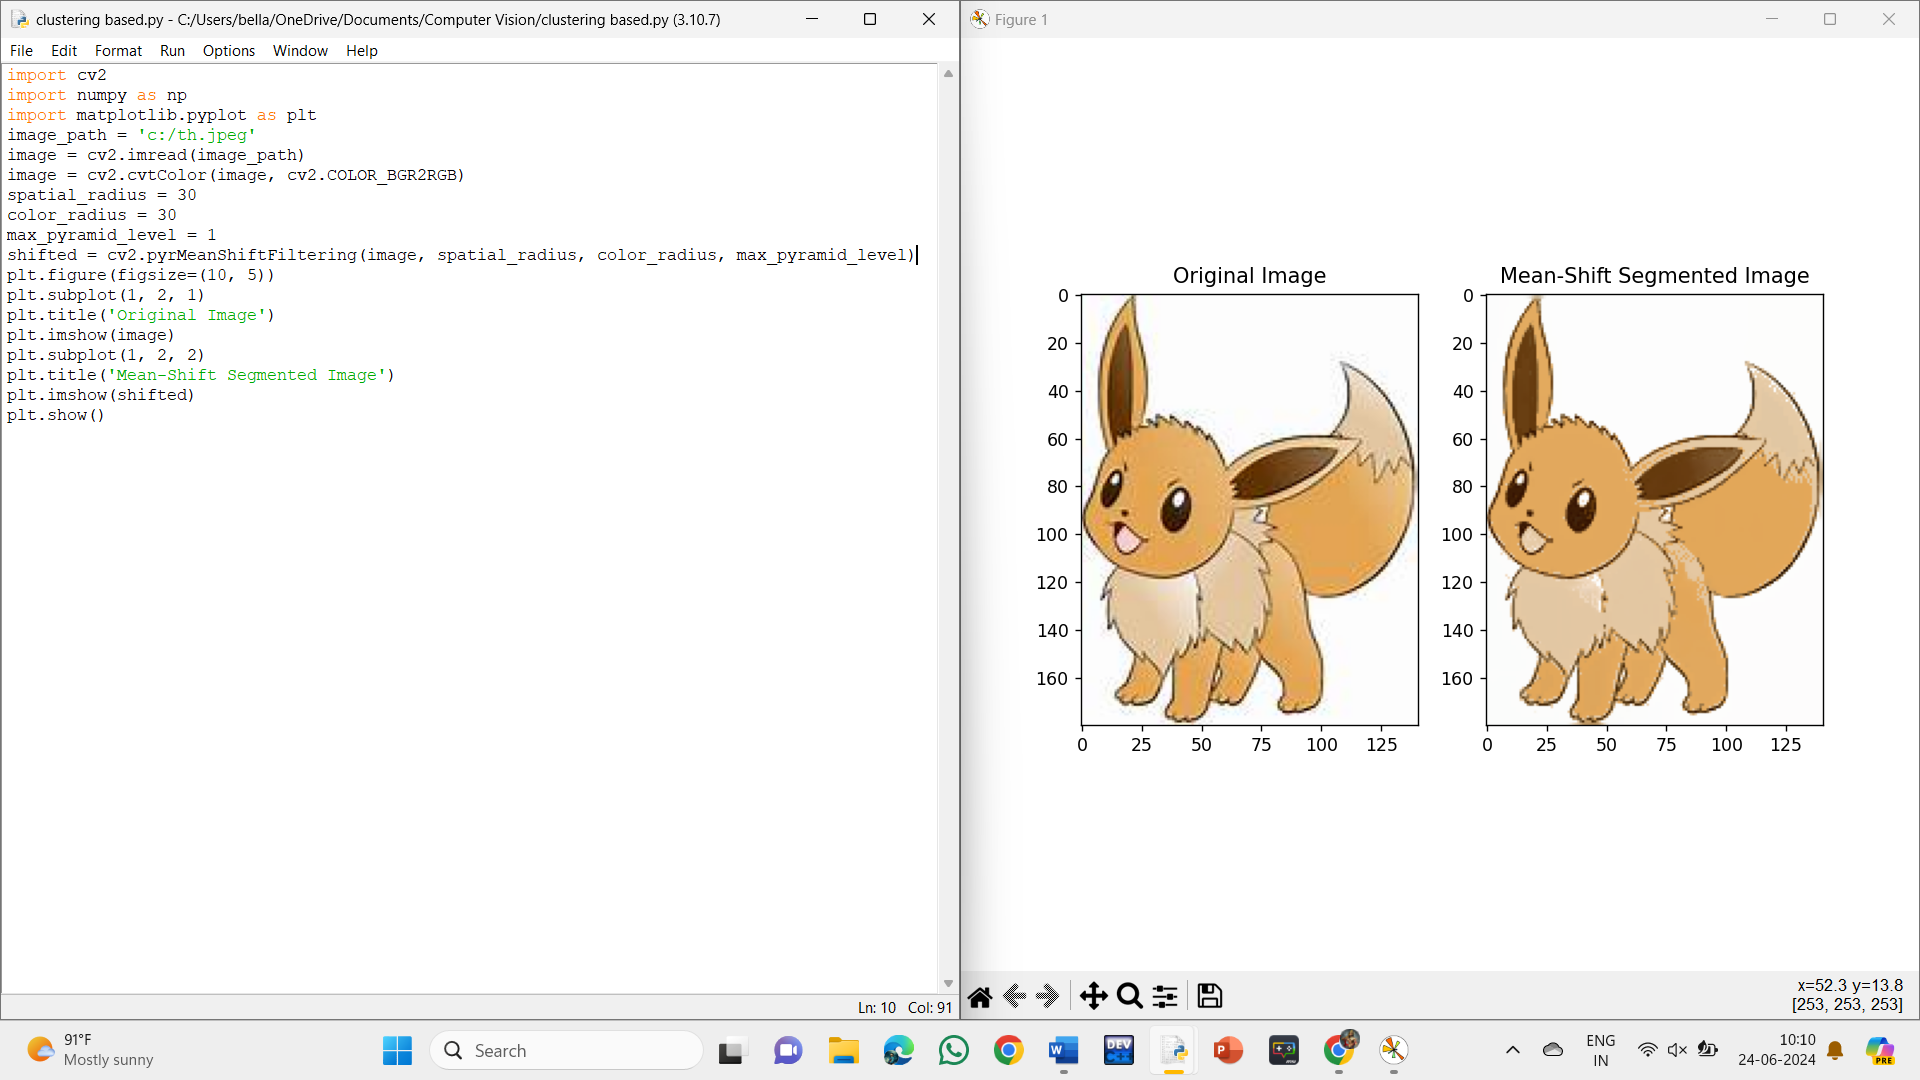 clustering based.py - C:/Users/bella/OneDrive/Documents/Computer Vision/clustering based.py (3.10.7)
File Edit Format Run Options Window Help
import cv2
import numpy as np
import matplotlib.pyplot as plt
image_path = 'c:/th.jpeg'
image = cv2.imread(image_path)
image = cv2.cvtColor(image, cv2.COLOR_BGR2RGB)
spatial_radius = 30
color_radius = 30
max_pyramid_level = 1
shifted = cv2.pyrMeanShiftFiltering(image, spatial_radius, color_radius, max_pyramid_level)
plt.figure(figsize=(10, 5))
plt.subplot(1, 2, 1)
plt.title('Original Image')
plt.imshow(image)
plt.subplot(1, 2, 2)
plt.title('Mean-Shift Segmented Image')
plt.imshow(shifted)
plt.show()
Ln: 10 Col: 91
Figure 1
Original Image
0
20
40
60
80
100
120
140
160
0 25 50 75 100 125
Mean-Shift Segmented Image
0
20
40
60
80
100
120
140
160
0 25 50 75 100 125
x=52.3 y=13.8
[253, 253, 253]
91°F
Mostly sunny
Search
W
DEV
C++
P
ENG
IN
10:10
24-06-2024
PRE